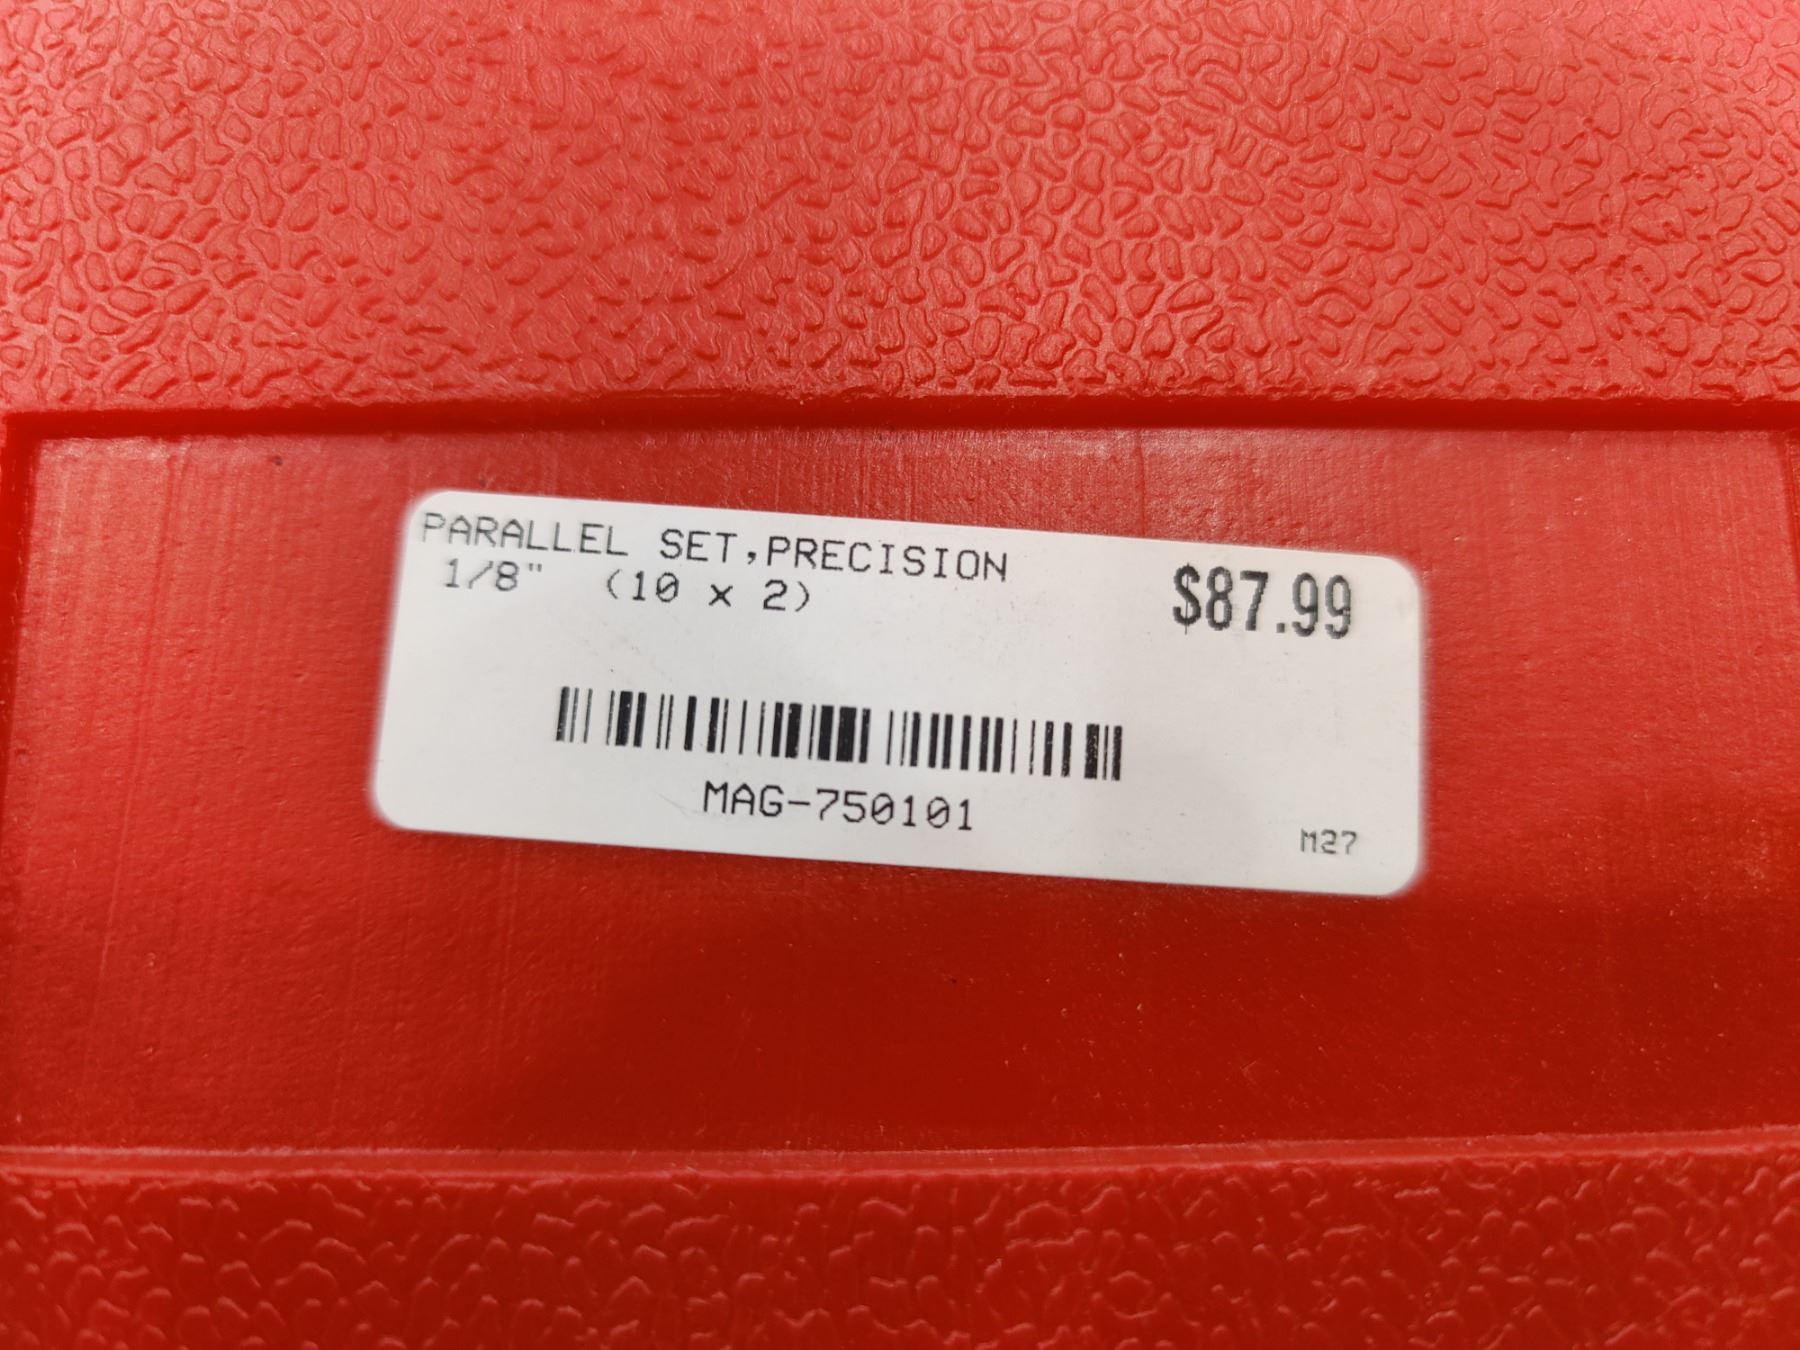 PARALLEL SET,PRECISION
1/8" (10 x 2)
$87.99
MAG-750101
M27